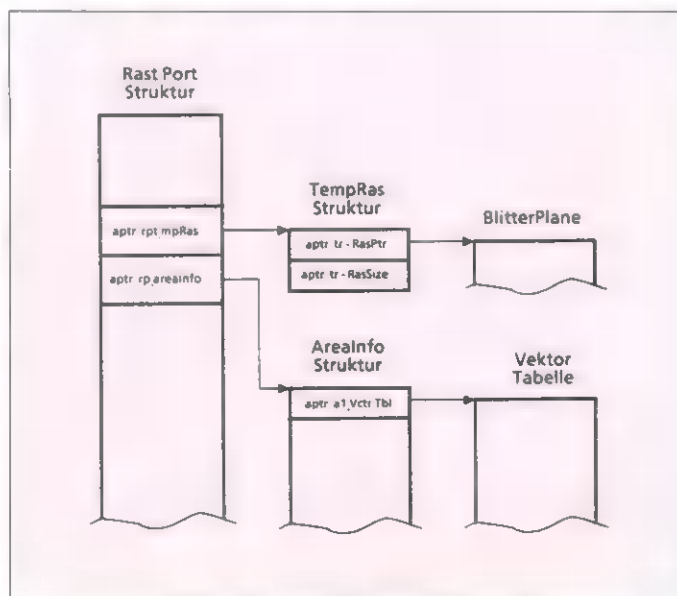 Rast Port
Struktur
aptr rpt mpRas
aptr rp areaInfo
TempRas
Struktur
aptr tr - RasPtr
aptr tr - RasSize
BlitterPlane
AreaInfo
Struktur
aptr a1 Vctr Tbl
Vektor
Tabelle